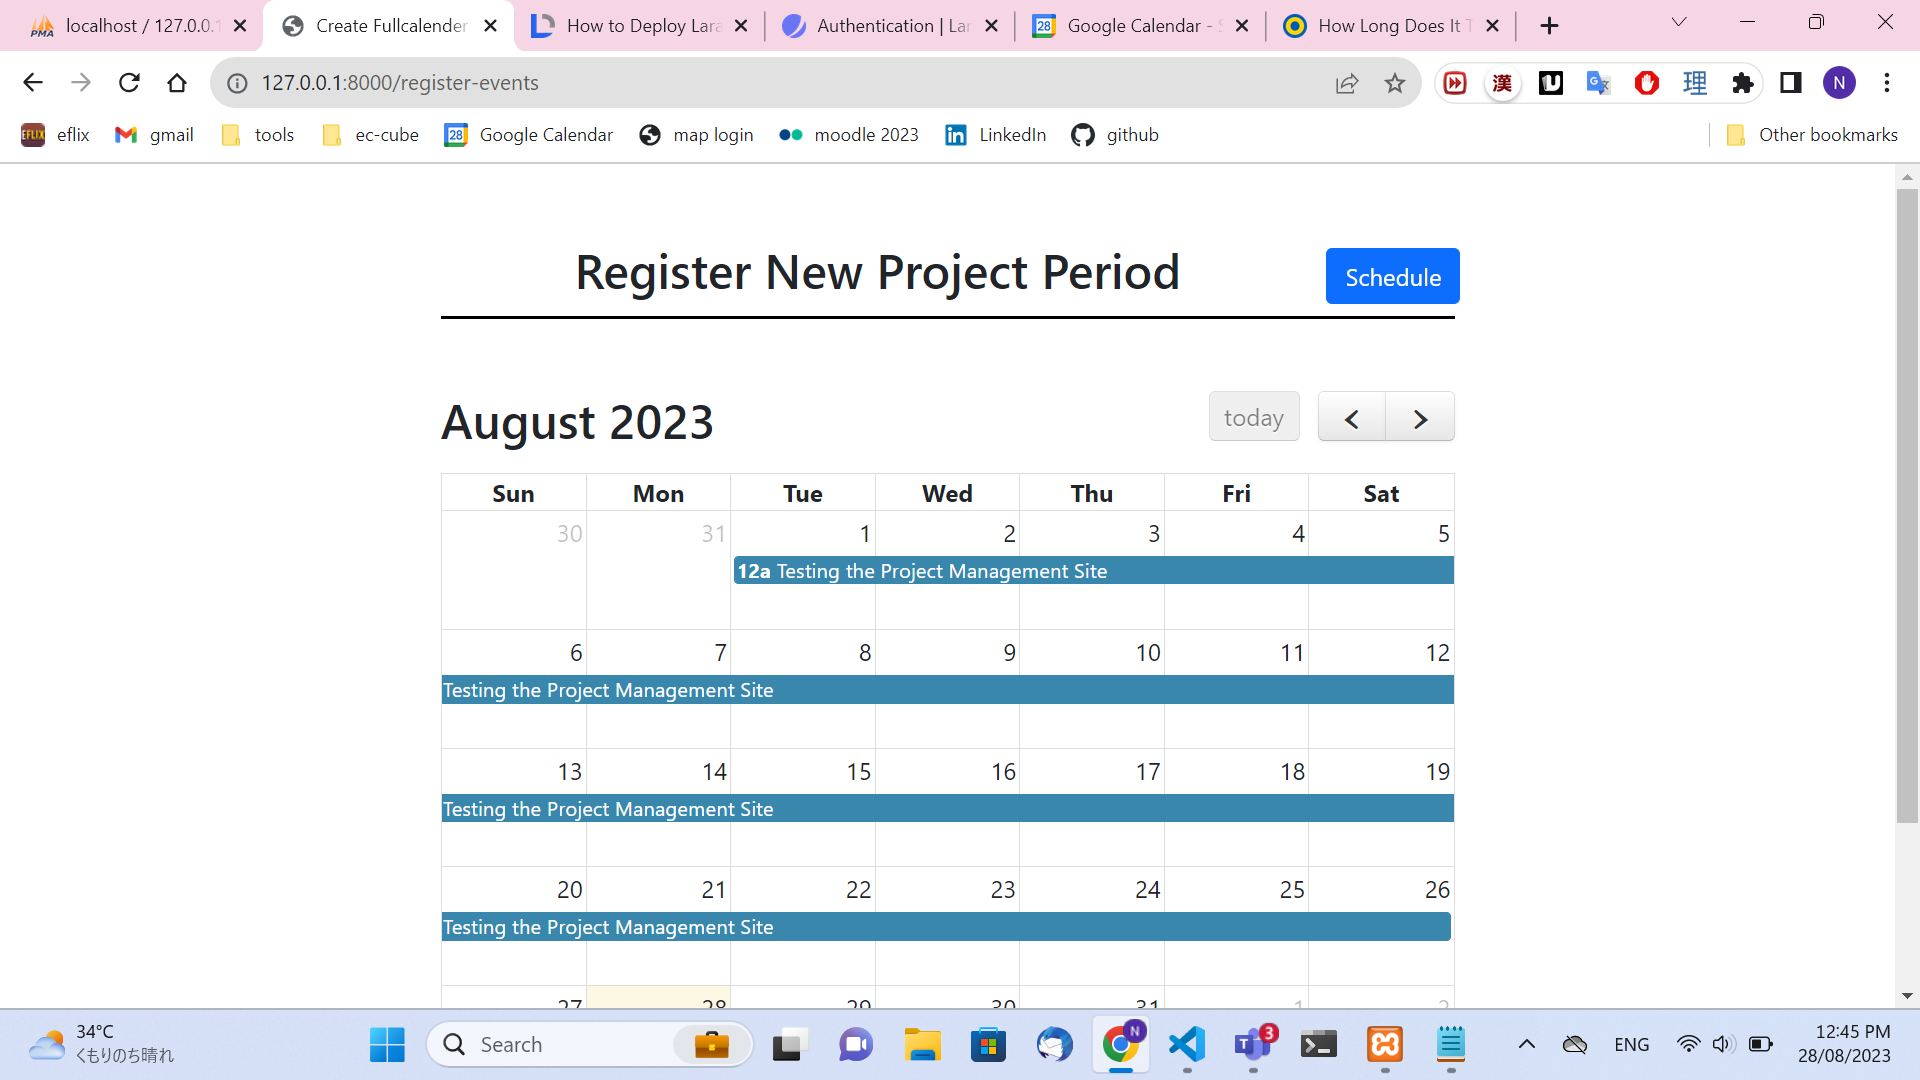 localhost / 127.0.0.1
Create Fullcalender
How to Deploy Lara
Authentication | Lar
Google Calendar - S
How Long Does It T
127.0.0.1:8000/register-events
漢
理
N
EFLIX eflix
gmail
tools
ec-cube
28 Google Calendar
map login
moodle 2023
LinkedIn
github
Other bookmarks
Register New Project Period
Schedule
August 2023
today
Sun Mon Tue Wed Thu Fri Sat
30 31 1 2 3 4 5
12a Testing the Project Management Site
6 7 8 9 10 11 12
Testing the Project Management Site
13 14 15 16 17 18 19
Testing the Project Management Site
20 21 22 23 24 25 26
Testing the Project Management Site
27 28 29 30 31 1 2
34°C
くもりのち晴れ
Search
N
3
ENG
12:45 PM
28/08/2023